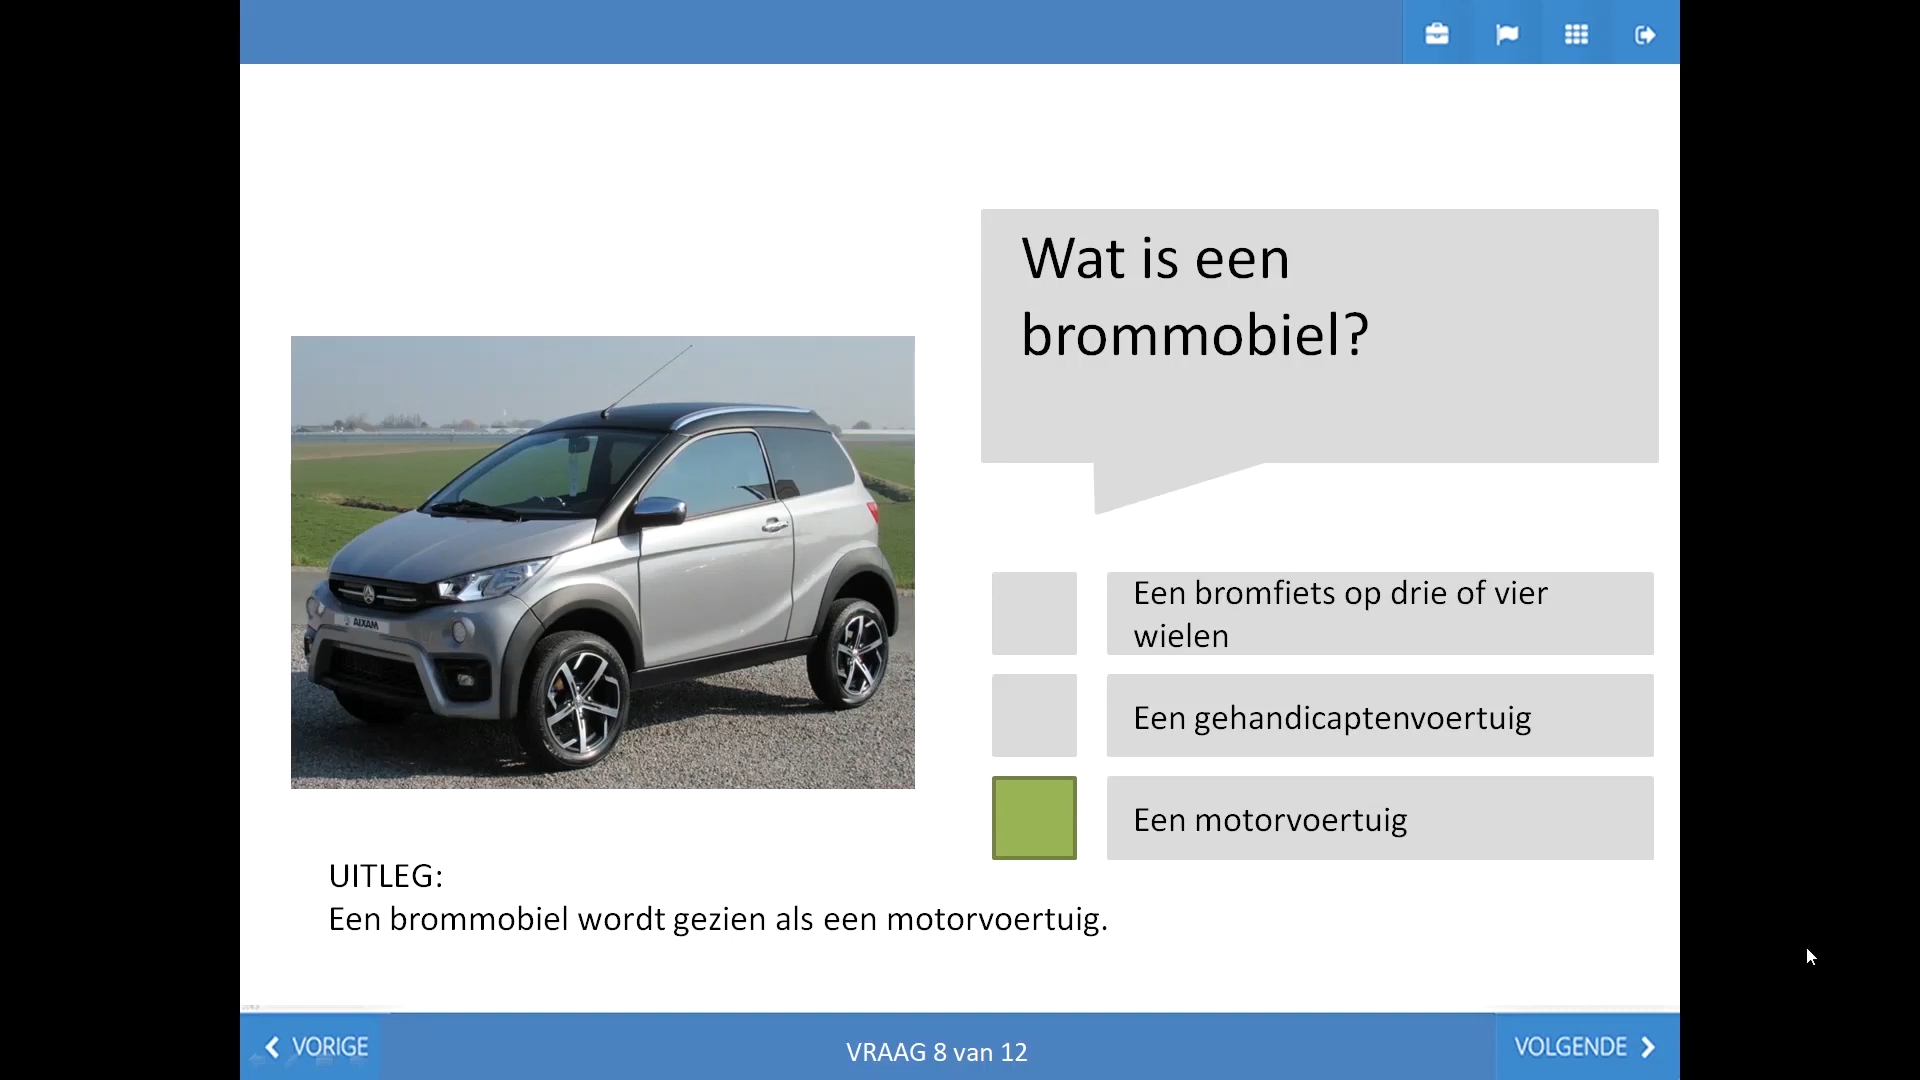 Wat is een
brommobiel?
AIXAM
Een bromfiets op drie of vier
wielen
Een gehandicaptenvoertuig
Een motorvoertuig
UITLEG:
Een brommobiel wordt gezien als een motorvoertuig.
VORIGE
VRAAG 8 van 12
VOLGENDE